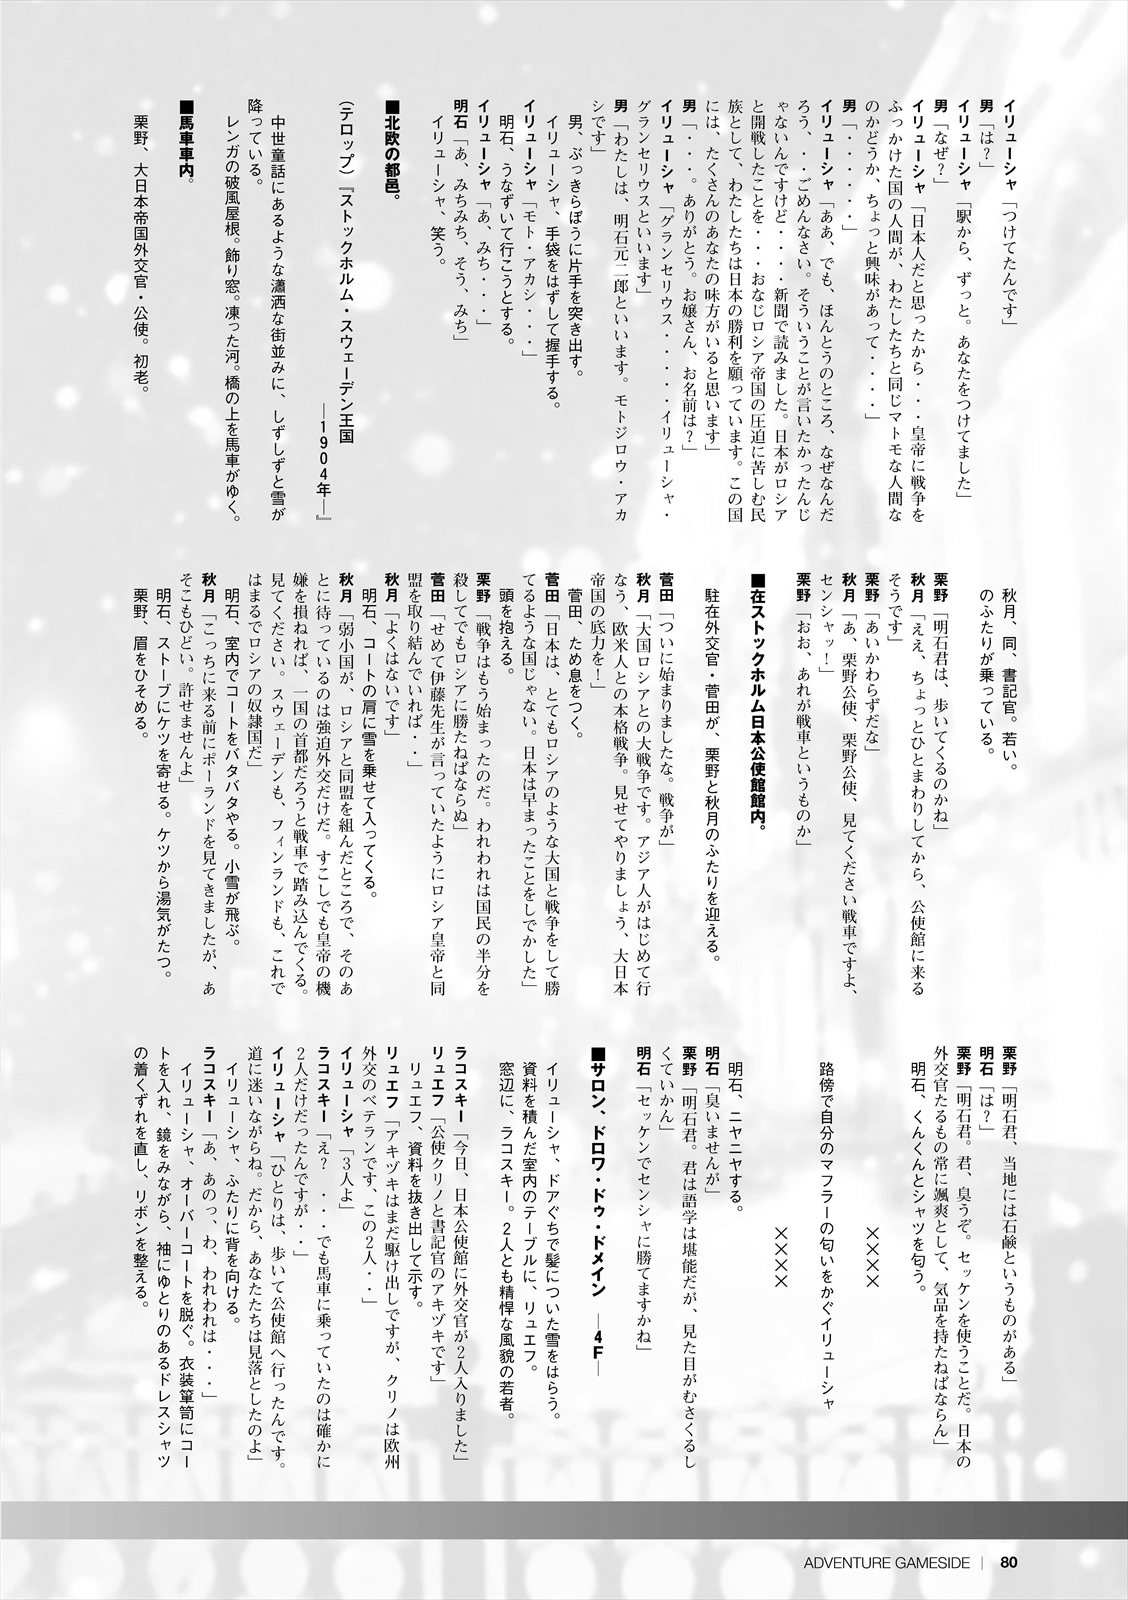 イリューシャ「つけてたんです」
男「は？」
イリューシャ「駅から、ずっと。あなたをつけてました」
男「なぜ？」
イリューシャ「日本人だと思ったから・・・皇帝に戦争を
ふっかけた国の人間が、わたしたちと同じマトモな人間な
のかどうか、ちょっと興味があって・・・・」
男「・・・・・・」
イリューシャ「ああ、でも、ほんとうのところ、なぜなんだ
ろう、・・ごめんなさい。そういうことが言いたかったんじ
ゃないんですけど・・・・新聞で読みました。日本がロシア
と開戦したことを・・・おなじロシア帝国の圧迫に苦しむ民
族として、わたしたちは日本の勝利を願っています。この国
には、たくさんのあなたの味方がいると思います」
男「・・・。ありがとう。お嬢さん、お名前は？」
イリューシャ「グランセリウス・・・・・イリューシャ・
グランセリウスといいます」
男「わたしは、明石元二郎といいます。モトジロウ・アカ
シです」
男、ぶっきらぼうに片手を突き出す。
イリューシャ、手袋をはずして握手する。
イリューシャ「モト・アカシ・・・」
明石、うなずいて行こうとする。
イリューシャ「あ、みち・・・」
明石「あ、みちみち、そう、みち」
イリューシャ、笑う。
■北欧の都邑。
（テロップ）『ストックホルム・スウェーデン王国
―1904年―』
中世童話にあるような瀟洒な街並みに、しずしずと雪が
降っている。
レンガの破風屋根。飾り窓。凍った河。橋の上を馬車がゆく。
■馬車車内。
栗野、大日本帝国外交官・公使。初老。
秋月、同、書記官。若い。
のふたりが乗っている。
栗野「明石君は、歩いてくるのかね」
秋月「ええ、ちょっとひとまわりしてから、公使館に来る
そうです」
栗野「あいかわらずだな」
秋月「あ、栗野公使、栗野公使、見てください戦車ですよ、
センシャッ！」
栗野「おお、あれが戦車というものか」
■在ストックホルム日本公使館館内。
駐在外交官・菅田が、栗野と秋月のふたりを迎える。
菅田「ついに始まりましたな。戦争が」
秋月「大国ロシアとの大戦争です。アジア人がはじめて行
なう、欧米人との本格戦争。見せてやりましょう、大日本
帝国の底力を！」
菅田、ため息をつく。
菅田「日本は、とてもロシアのような大国と戦争をして勝
てるような国じゃない。日本は早まったことをしでかした」
頭を抱える。
栗野「戦争はもう始まったのだ。われわれは国民の半分を
殺してでもロシアに勝たねばならぬ」
菅田「せめて伊藤先生が言っていたようにロシア皇帝と同
盟を取り結んでいれば・・」
秋月「よくはないです」
明石、コートの肩に雪を乗せて入ってくる。
秋月「弱小国が、ロシアと同盟を組んだところで、そのあ
とに待っているのは強迫外交だけだ。すこしでも皇帝の機
嫌を損ねれば、一国の首都だろうと戦車で踏み込んでくる。
見てください。スウェーデンも、フィンランドも、これで
はまるでロシアの奴隷国だ」
明石、室内でコートをバタバタやる。小雪が飛ぶ。
秋月「こっちに来る前にポーランドを見てきましたが、あ
そこもひどい。許せませんよ」
明石、ストーブにケツを寄せる。ケツから湯気がたつ。
栗野、眉をひそめる。
栗野「明石君、当地には石鹸というものがある」
明石「は？」
栗野「明石君。君、臭うぞ。セッケンを使うことだ。日本の
外交官たるもの常に颯爽として、気品を持たねばならん」
明石、くんくんとシャツを匂う。
××××
路傍で自分のマフラーの匂いをかぐイリューシャ
××××
明石、ニヤニヤする。
明石「臭いませんが」
栗野「明石君。君は語学は堪能だが、見た目がむさくるし
くていかん」
明石「セッケンでセンシャに勝てますかね」
■サロン、ドロワ・ドゥ・ドメイン ―4F―
イリューシャ、ドアぐちで髪についた雪をはらう。
資料を積んだ室内のテーブルに、リュエフ。
窓辺に、ラコスキー。2人とも精悍な風貌の若者。
ラコスキー「今日、日本公使館に外交官が2人入りました」
リュエフ「公使クリノと書記官のアキヅキです」
リュエフ、資料を抜き出して示す。
リュエフ「アキヅキはまだ駆け出しですが、クリノは欧州
外交のベテランです、この2人・・」
イリューシャ「3人よ」
ラコスキー「え？　・・・でも馬車に乗っていたのは確かに
2人だけだったんですが・・」
イリューシャ「ひとりは、歩いて公使館へ行ったんです。
道に迷いながらね。だから、あなたたちは見落としたのよ」
イリューシャ、ふたりに背を向ける。
ラコスキー「あ、あのっ、わ、われわれは・・・」
イリューシャ、オーバーコートを脱ぐ。衣装箪笥にコー
トを入れ、鏡をみながら、袖にゆとりのあるドレスシャツ
の着くずれを直し、リボンを整える。
ADVENTURE GAMESIDE | 80